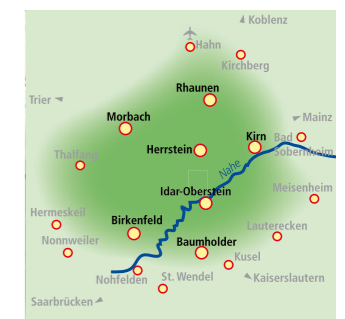 Koblenz
Hahn
Kirchberg
Rhaunen
Trier
Morbach
Mainz
Kirn
Bad
Sobernheim
Herrstein
Thalfang
Nahe
Meisenheim
Idar-Oberstein
Hermeskeil
Birkenfeld
Lauterecken
Nonnweiler
Baumholder
Kusel
Nohfelden
St. Wendel
Kaiserslautern
Saarbrücken